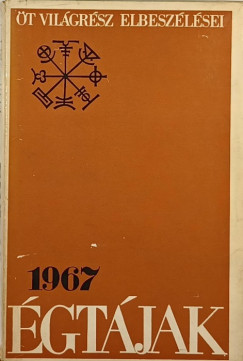 ÖT VILÁGRÉSZ ELBESZÉLÉSEI
1967
ÉGTÁJAK